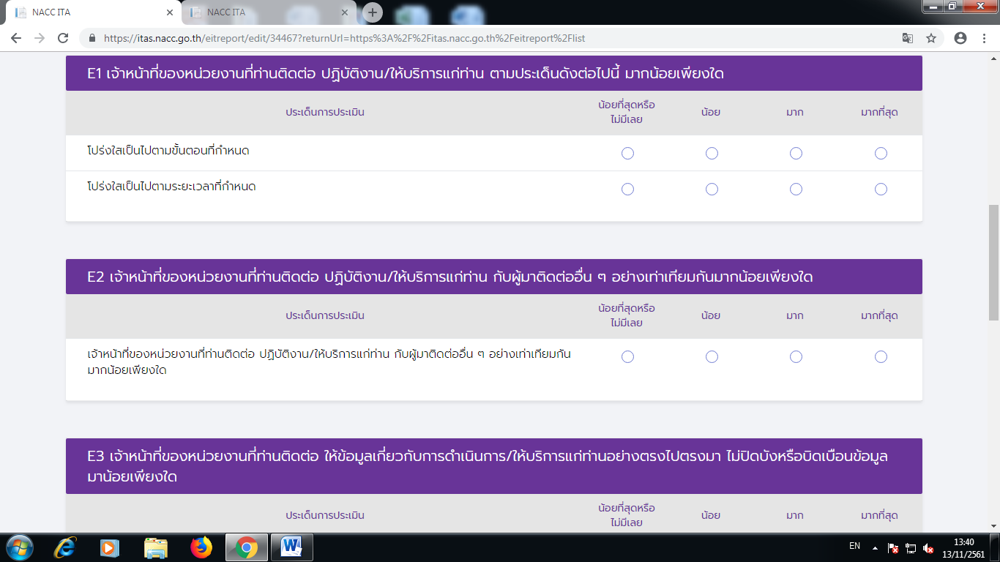 NACC ITA
NACC ITA
https://itas.nacc.go.th/eitreport/edit/34467?returnUrl=https%3A%2F%2Fitas.nacc.go.th%2Feitreport%2Flist
E1 เจ้าหน้าที่ของหน่วยงานที่ท่านติดต่อ ปฏิบัติงาน/ให้บริการแก่ท่าน ตามประเด็นดังต่อไปนี้ มากน้อยเพียงใด
ประเด็นการประเมิน
น้อยที่สุดหรือ
ไม่มีเลย
น้อย
มาก
มากที่สุด
โปร่งใสเป็นไปตามขั้นตอนที่กำหนด
โปร่งใสเป็นไปตามระยะเวลาที่กำหนด
E2 เจ้าหน้าที่ของหน่วยงานที่ท่านติดต่อ ปฏิบัติงาน/ให้บริการแก่ท่าน กับผู้มาติดต่ออื่น ๆ อย่างเท่าเทียมกันมากน้อยเพียงใด
ประเด็นการประเมิน
น้อยที่สุดหรือ
ไม่มีเลย
น้อย
มาก
มากที่สุด
เจ้าหน้าที่ของหน่วยงานที่ท่านติดต่อ ปฏิบัติงาน/ให้บริการแก่ท่าน กับผู้มาติดต่ออื่น ๆ อย่างเท่าเทียมกัน
มากน้อยเพียงใด
E3 เจ้าหน้าที่ของหน่วยงานที่ท่านติดต่อ ให้ข้อมูลเกี่ยวกับการดำเนินการ/ให้บริการแก่ท่านอย่างตรงไปตรงมา ไม่ปิดบังหรือบิดเบือนข้อมูล
มาน้อยเพียงใด
ประเด็นการประเมิน
น้อยที่สุดหรือ
ไม่มีเลย
น้อย
มาก
มากที่สุด
EN
13:40
13/11/2561